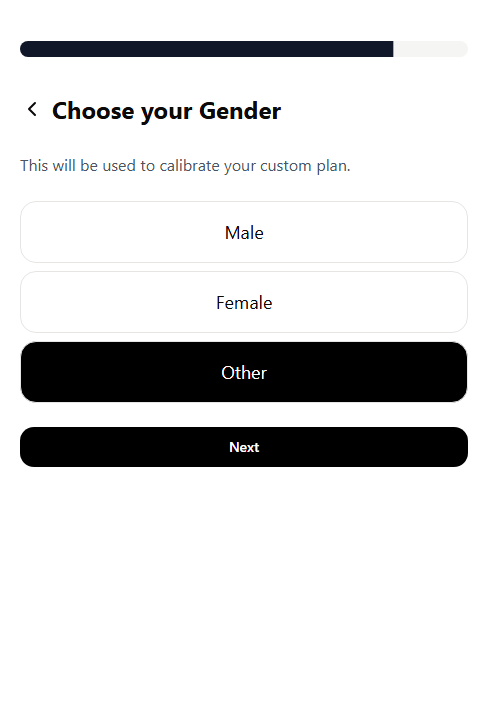 Choose your Gender
This will be used to calibrate your custom plan.
Male
Female
Other
Next